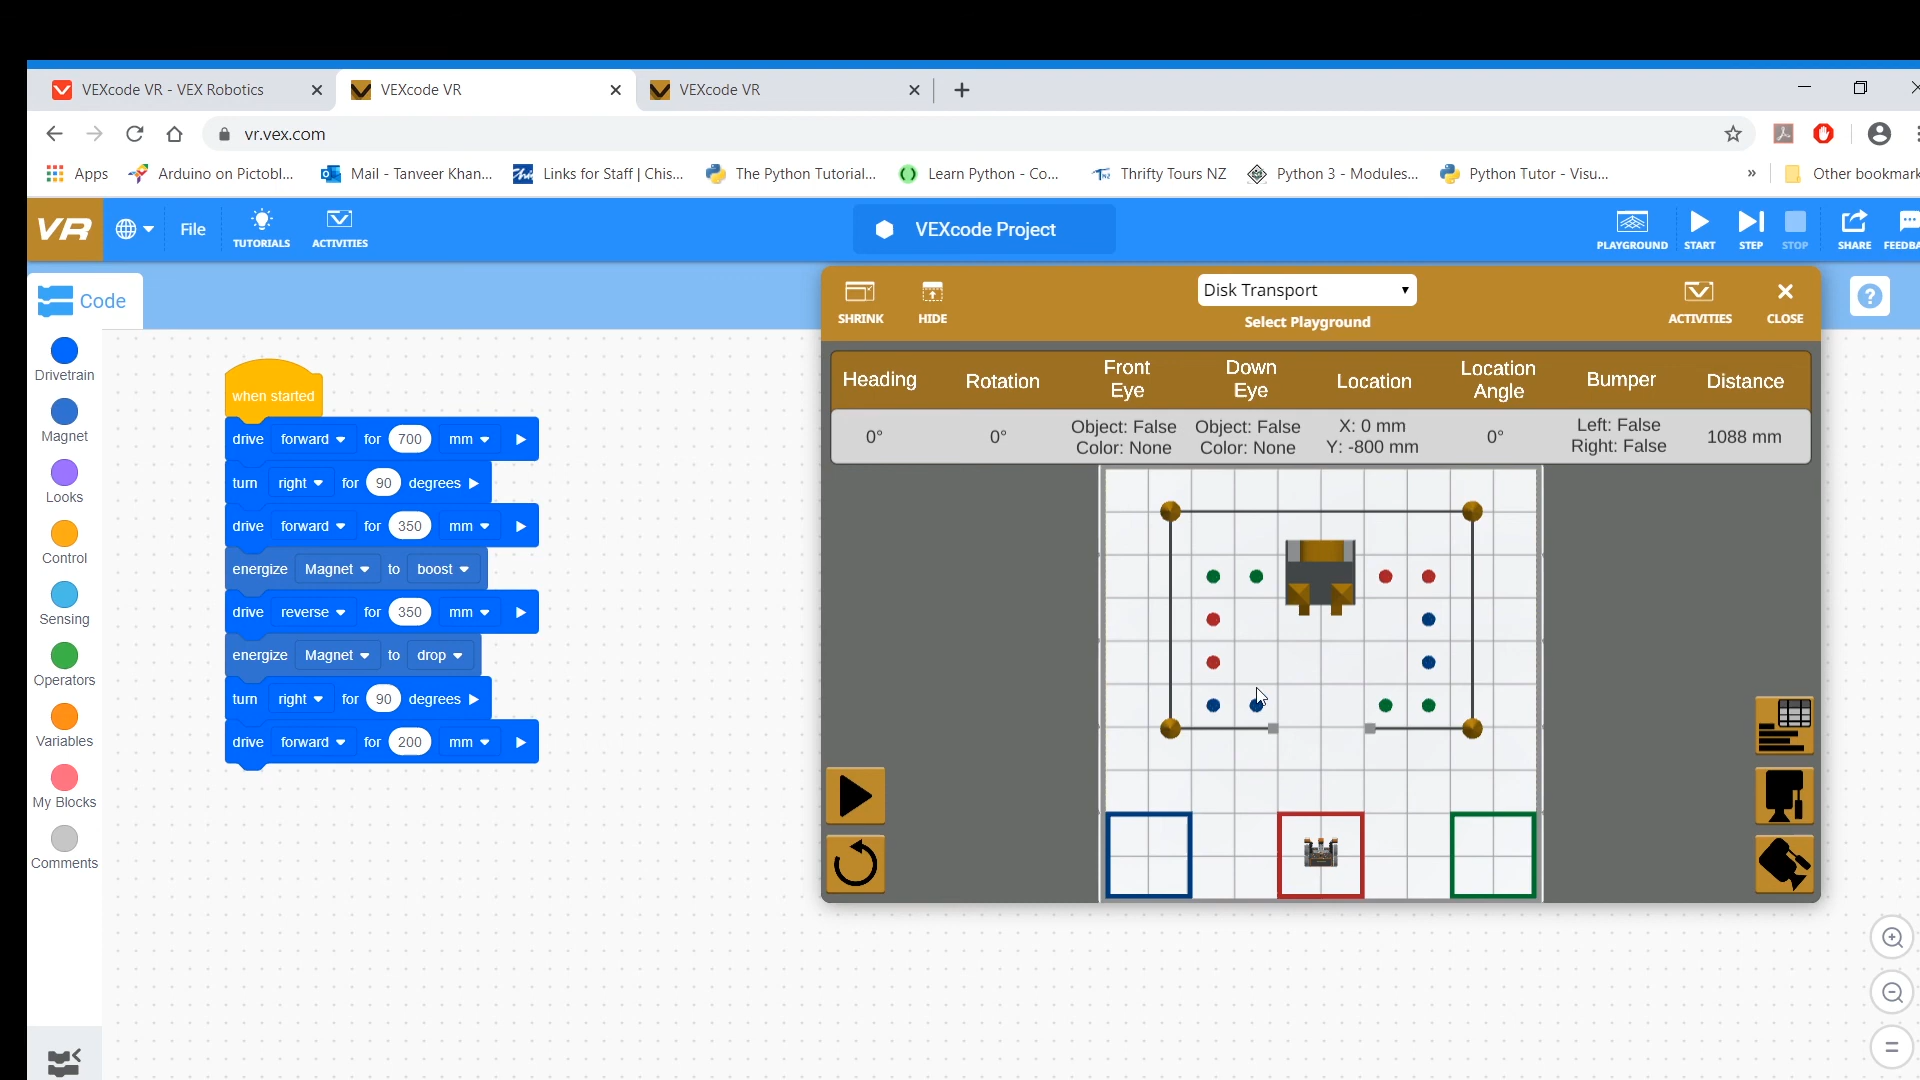 VEXcode VR - VEX Robotics
VEXcode VR
VEXcode VR
vr.vex.com
Apps
Arduino on Pictobl...
Mail - Tanveer Khan...
Links for Staff | Chis...
The Python Tutorial...
Learn Python - Co...
Thrifty Tours NZ
Python 3 - Modules...
Python Tutor - Visu...
»
Other bookmark
VR
File
TUTORIALS
ACTIVITIES
VEXcode Project
PLAYGROUND
START
STEP
STOP
SHARE
FEEDBA
Code
Drivetrain
Magnet
Looks
Control
Sensing
Operators
Variables
My Blocks
Comments
when started
drive forward for 700 mm
turn right for 90 degrees
drive forward for 350 mm
energize Magnet to boost
drive reverse for 350 mm
energize Magnet to drop
turn right for 90 degrees
drive forward for 200 mm
SHRINK
HIDE
Disk Transport
Select Playground
ACTIVITIES
CLOSE
?
Heading
Rotation
Front
Eye
Down
Eye
Location
Location
Angle
Bumper
Distance
0°
0°
Object: False
Color: None
Object: False
Color: None
X: 0 mm
Y: -800 mm
0°
Left: False
Right: False
1088 mm